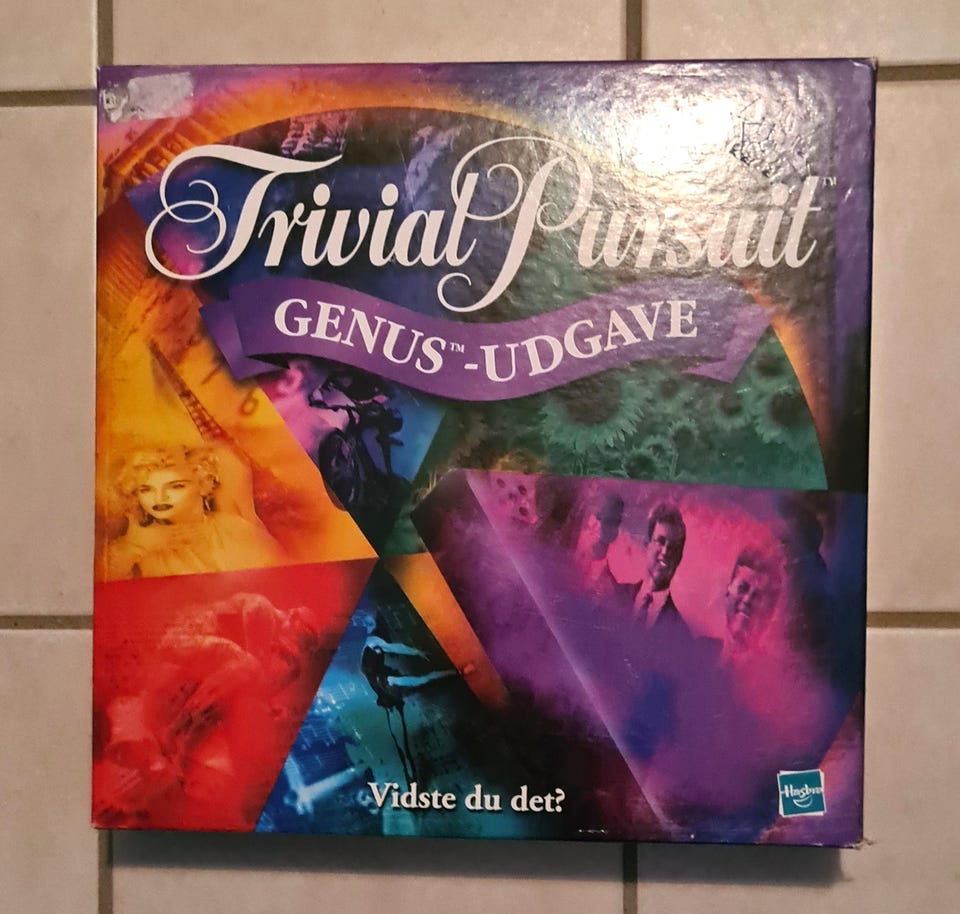 Trivial Pursuit™
GENUS™-UDGAVE
Vidste du det?
Hasbro